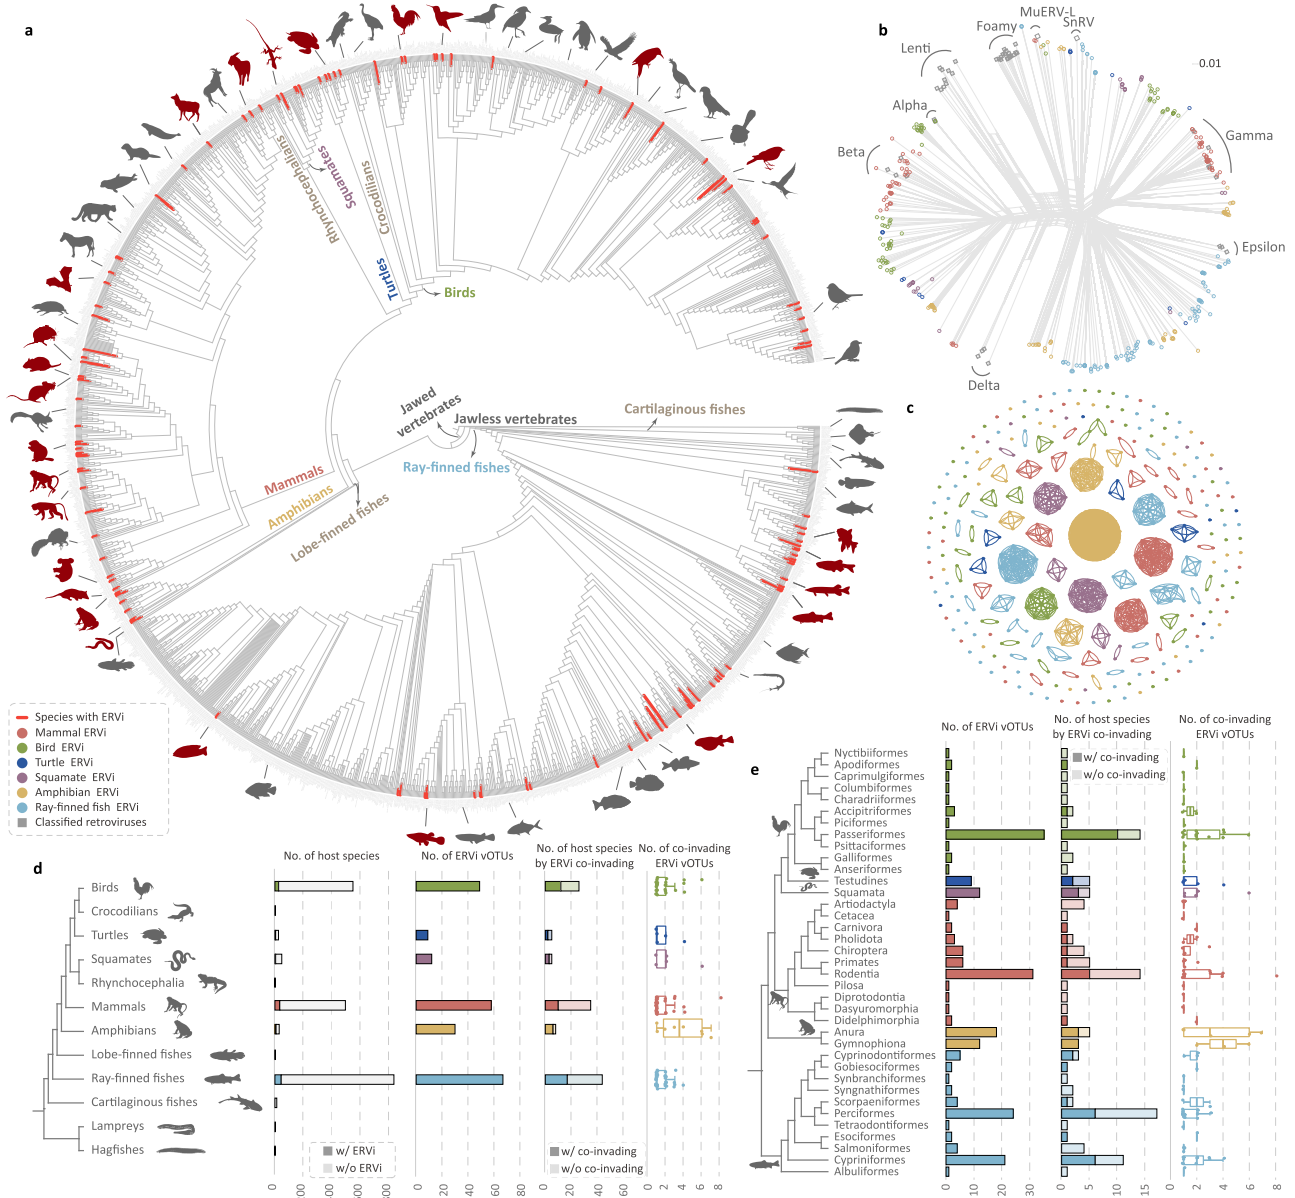 a
Rhynchocephalians
Squamates
Crocodilians
Turtles
Birds
Jawed
vertebrates
Jawless vertebrates
Cartilaginous fishes
Ray-finned fishes
Mammals
Amphibians
Lobe-finned fishes
Species with ERVi
Mammal ERVi
Bird ERVi
Turtle ERVi
Squamate ERVi
Amphibian ERVi
Ray-finned fish ERVi
Classified retroviruses
b
MuERV-L
SnRV
Foamy
Lenti
0.01
Alpha
Gamma
Beta
Epsilon
Delta
c
d
No. of host species
No. of ERVi vOTUs
No. of host species
by ERVi co-invading
No. of co-invading
ERVi vOTUs
Birds
Crocodilians
Turtles
Squamates
Rhynchocephalia
Mammals
Amphibians
Lobe-finned fishes
Ray-finned fishes
Cartilaginous fishes
Lampreys
Hagfishes
w/ ERVi
w/o ERVi
w/ co-invading
w/o co-invading
0
0 20 40 60
0 20 40 60
0 2 4 6 8
e
No. of ERVi vOTUs
No. of host species
by ERVi co-invading
No. of co-invading
ERVi vOTUs
w/ co-invading
w/o co-invading
Nyctibiiformes
Apodiformes
Caprimulgiformes
Columbiformes
Charadriiformes
Accipitriformes
Piciformes
Passeriformes
Psittaciformes
Galliformes
Anseriformes
Testudines
Squamata
Artiodactyla
Cetacea
Carnivora
Pholidota
Chiroptera
Primates
Rodentia
Pilosa
Diprotodontia
Dasyuromorphia
Didelphimorphia
Anura
Gymnophiona
Cyprinodontiformes
Gobiesociformes
Synbranchiformes
Syngnathiformes
Scorpaeniformes
Perciformes
Tetraodontiformes
Esociformes
Salmoniformes
Cypriniformes
Albuliformes
0 10 20 30
0 5 10 15
0 2 4 6 8